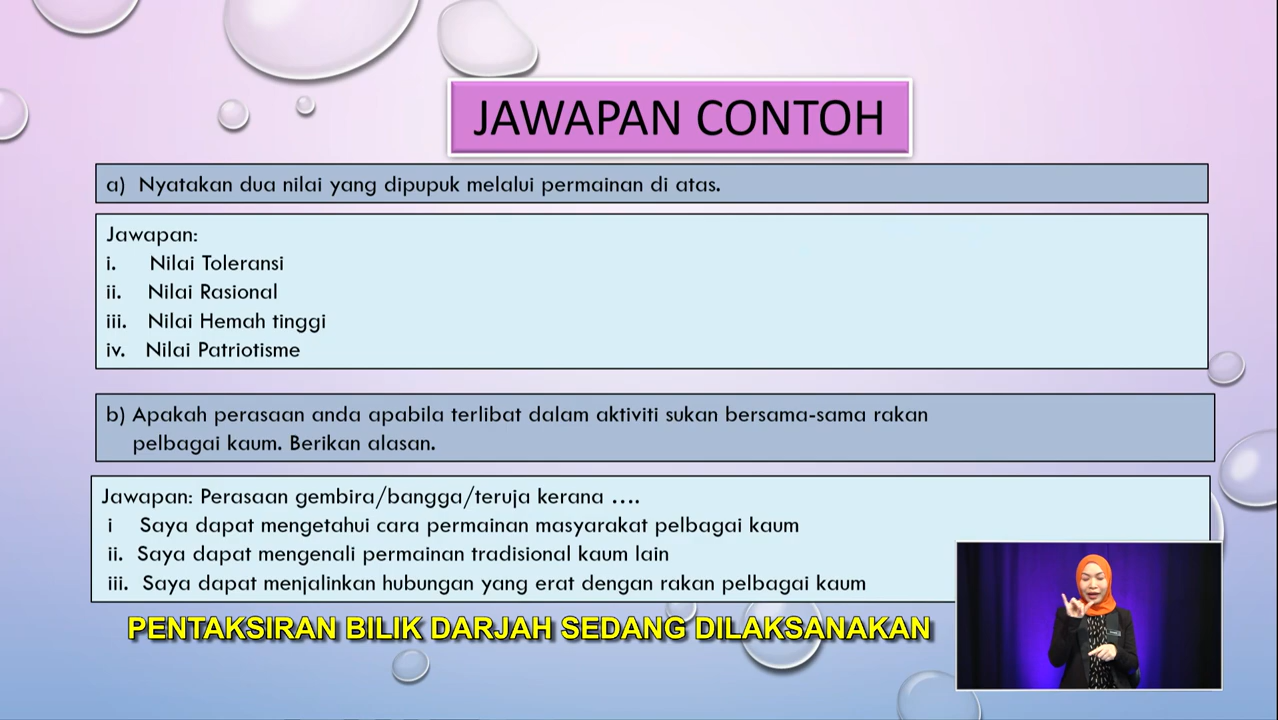 JAWAPAN CONTOH
a) Nyatakan dua nilai yang dipupuk melalui permainan di atas.
Jawapan:
i. Nilai Toleransi
ii. Nilai Rasional
iii. Nilai Hemah tinggi
iv. Nilai Patriotisme
b) Apakah perasaan anda apabila terlibat dalam aktiviti sukan bersama-sama rakan
pelbagai kaum. Berikan alasan.
Jawapan: Perasaan gembira/bangga/teruja kerana ....
i Saya dapat mengetahui cara permainan masyarakat pelbagai kaum
ii. Saya dapat mengenali permainan tradisional kaum lain
iii. Saya dapat menjalinkan hubungan yang erat dengan rakan pelbagai kaum
PENTAKSIRAN BILIK DARJAH SEDANG DILAKSANAKAN